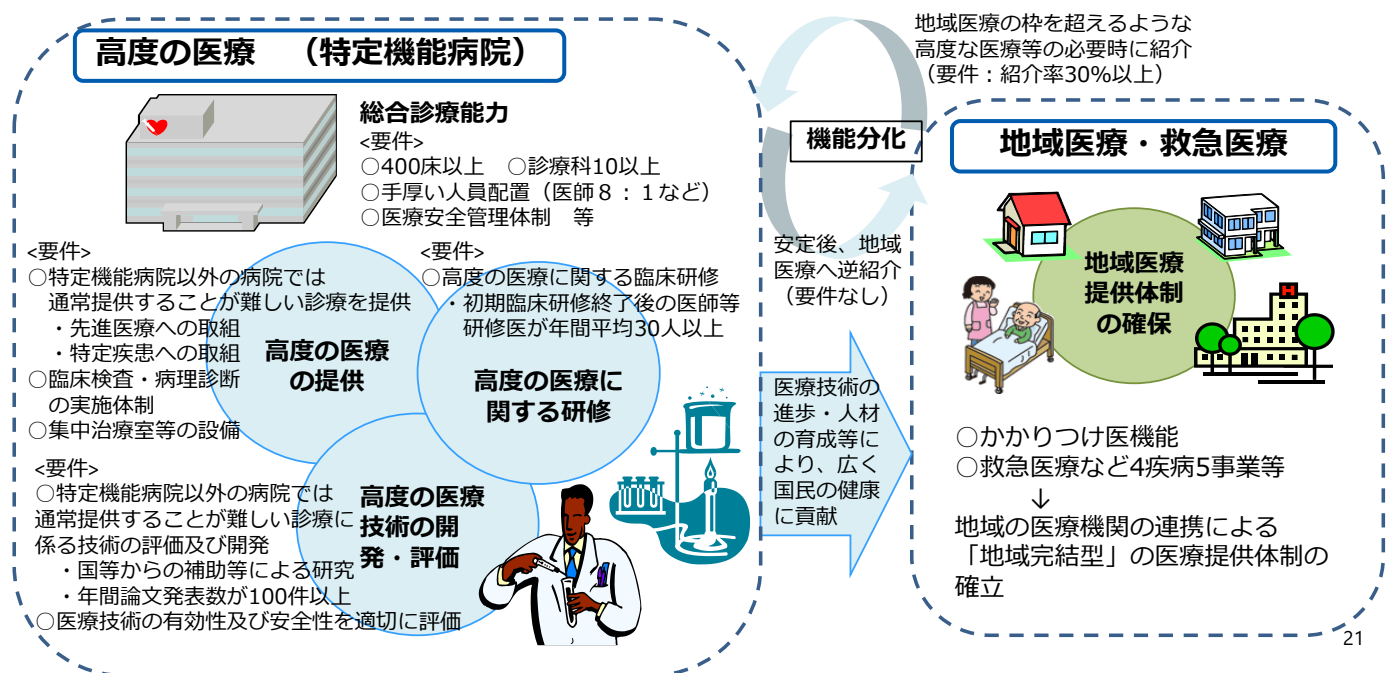 高度の医療　（特定機能病院）
総合診療能力
<要件>
○400床以上　○診療科10以上
○手厚い人員配置（医師８：１など）
○医療安全管理体制　等
<要件>
○特定機能病院以外の病院では
通常提供することが難しい診療を提供
・先進医療への取組
・特定疾患への取組
○臨床検査・病理診断
の実施体制
○集中治療室等の設備
高度の医療
の提供
<要件>
○高度の医療に関する臨床研修
・初期臨床研修終了後の医師等
研修医が年間平均30人以上
高度の医療に
関する研修
<要件>
○特定機能病院以外の病院では
通常提供することが難しい診療に
係る技術の評価及び開発
・国等からの補助等による研究
・年間論文発表数が100件以上
○医療技術の有効性及び安全性を適切に評価
高度の医療
技術の開
発・評価
地域医療の枠を超えるような
高度な医療等の必要時に紹介
（要件：紹介率30%以上）
機能分化
安定後、地域
医療へ逆紹介
（要件なし）
医療技術の
進歩・人材
の育成等に
より、広く
国民の健康
に貢献
地域医療・救急医療
地域医療
提供体制
の確保
H
○かかりつけ医機能
○救急医療など4疾病5事業等
↓
地域の医療機関の連携による
「地域完結型」の医療提供体制の
確立
21